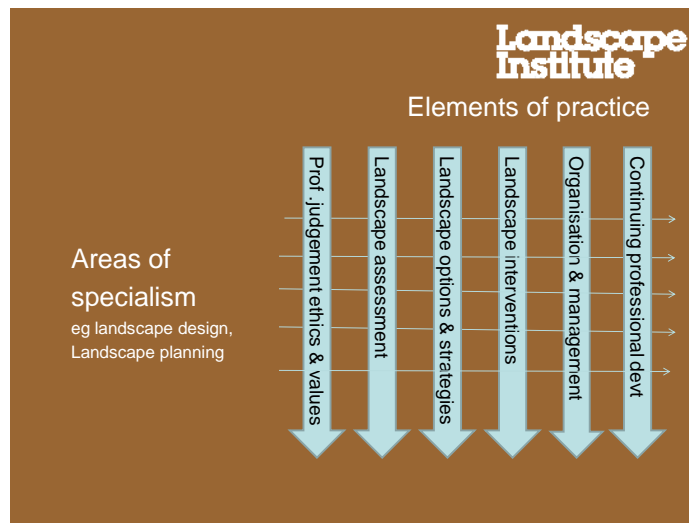 Landscape
Institute
Elements of practice
Prof .judgement ethics & values
Landscape assessment
Landscape options & strategies
Landscape interventions
Organisation & management
Continuing professional devt
Areas of
specialism
eg landscape design,
Landscape planning